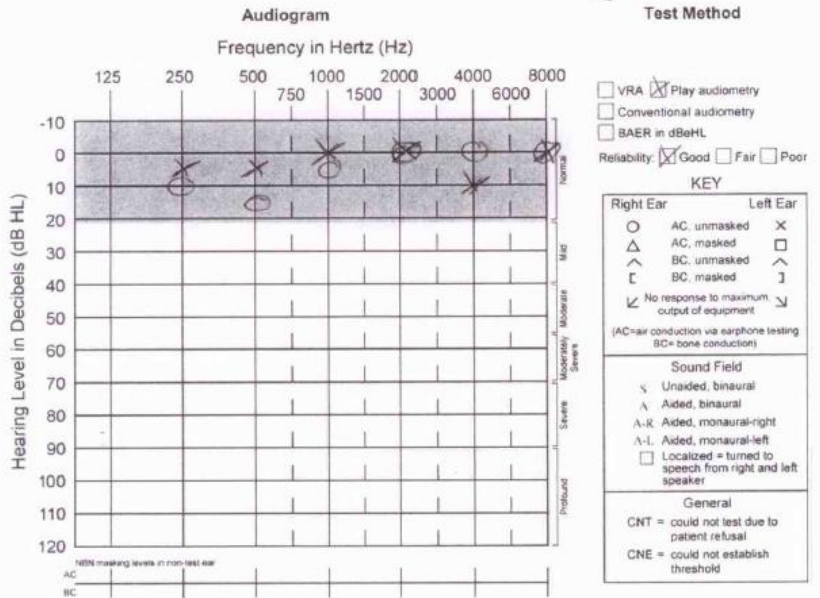 Audiogram
Test Method
Frequency in Hertz (Hz)
125 250 500 1000 2000 4000 8000
750 1500 3000 6000
Hearing Level in Decibels (dB HL)
-10
0
10
20
30
40
50
60
70
80
90
100
110
120
Normal
Mild
Moderate
Moderately Severe
Severe
Profound
NBN masking levels in non-test ear
AC
BC
VRA Play audiometry
Conventional audiometry
BAER in dBeHL
Reliability: Good Fair Poor
KEY
Right Ear Left Ear
AC, unmasked
AC, masked
BC, unmasked
BC, masked
No response to maximum
output of equipment
(AC=air conduction via earphone testing
BC= bone conduction)
Sound Field
S Unaided, binaural
A Aided, binaural
A-R Aided, monaural-right
A-L Aided, monaural-left
Localized = turned to
speech from right and left
speaker
General
CNT = could not test due to
patient refusal
CNE = could not establish
threshold